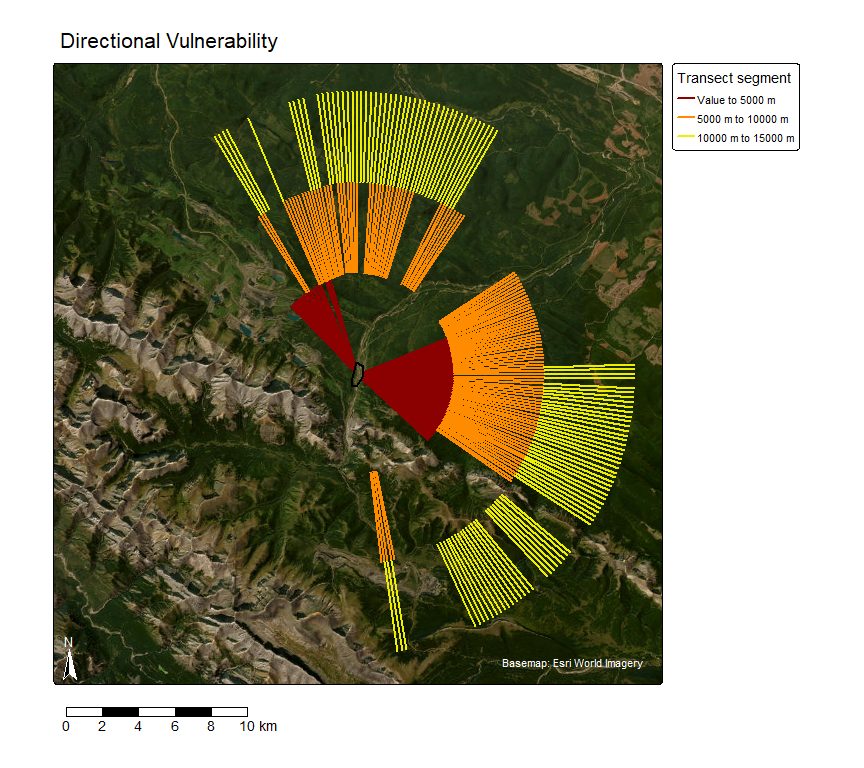 Directional Vulnerability
Transect segment
Value to 5000 m
5000 m to 10000 m
10000 m to 15000 m
N
Basemap: Esri World Imagery
0 2 4 6 8 10 km